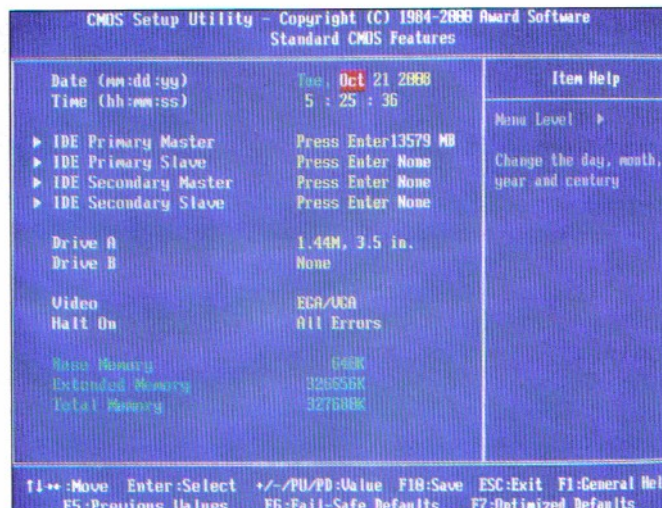 CMOS Setup Utility - Copyright (C) 1984-2000 Award Software
Standard CMOS Features
Date (mm:dd:yy) Tue, Oct 21 2000
Time (hh:mm:ss) 5 : 25 : 36
▶ IDE Primary Master Press Enter13579 MB
▶ IDE Primary Slave Press Enter None
▶ IDE Secondary Master Press Enter None
▶ IDE Secondary Slave Press Enter None
Drive A 1.44M, 3.5 in.
Drive B None
Video EGA/VGA
Halt On All Errors
Base Memory 640K
Extended Memory 326656K
Total Memory 327680K
Item Help
Menu Level ▶
Change the day, month,
year and century
↑↓→←:Move Enter:Select +/-/PU/PD:Value F10:Save ESC:Exit F1:General Hel
F5:Previous Values F6:Fail-Safe Defaults F7:Optimized Defaults